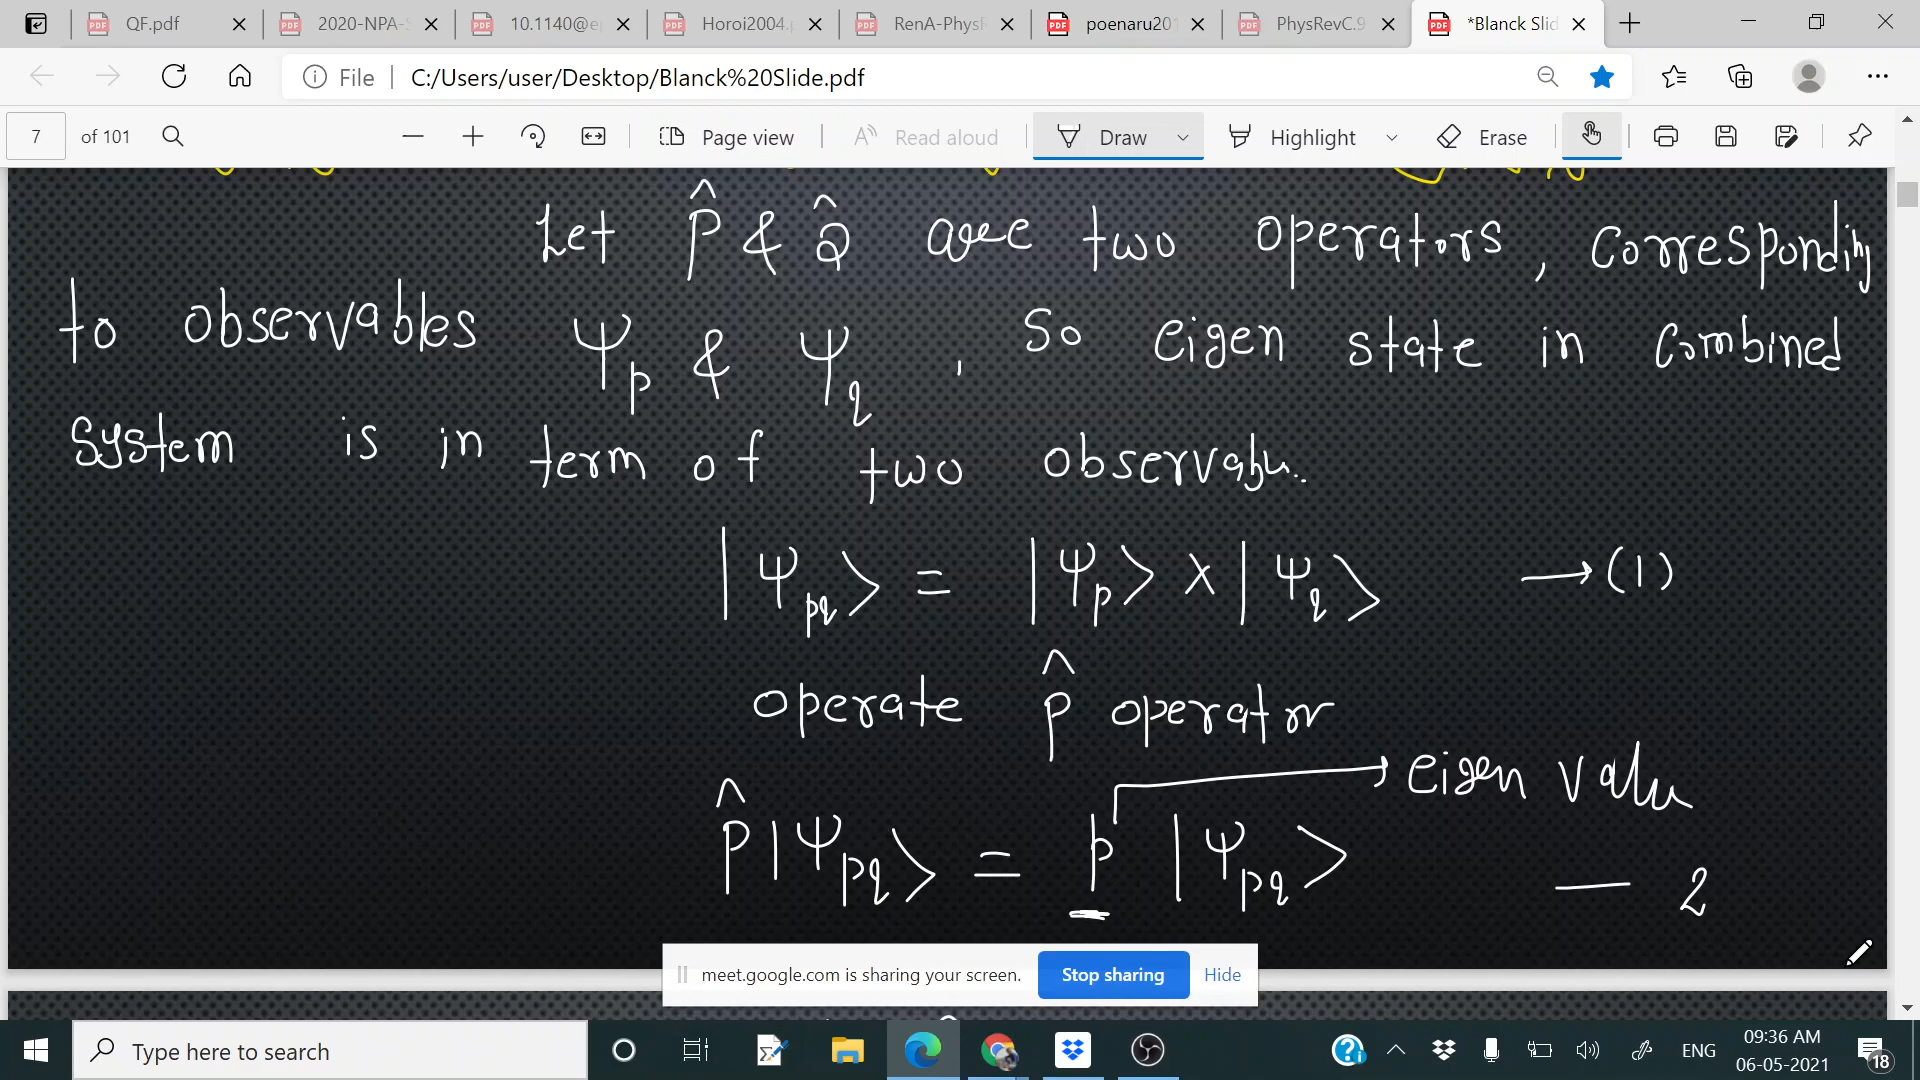 QF.pdf
2020-NPA-S
10.1140@e
Horoi2004.
RenA-PhysR
poenaru201
PhysRevC.9
*Blanck Slid
File C:/Users/user/Desktop/Blanck%20Slide.pdf
7 of 101 Page view Read aloud Draw Highlight Erase
Let P̂ & Q̂ are two operators, corresponding
to observables Ψp & Ψq, So eigen state in Combined
System is in term of two
|Ψpq> = |Ψp> X |Ψq> → (1)
operate P̂ operator
→ eigen valu
P̂|Ψpq> = p |Ψpq> — 2
meet.google.com is sharing your screen. Stop sharing Hide
Type here to search
ENG
09:36 AM
06-05-2021
18